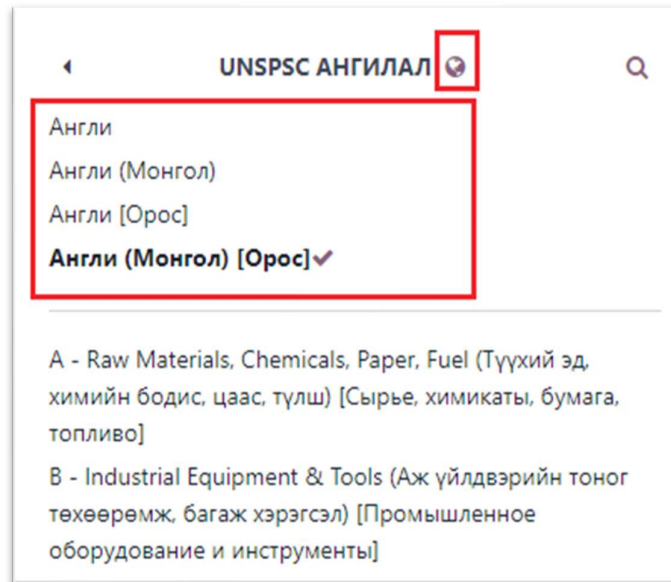 UNSPSC АНГИЛАЛ
Англи
Англи (Монгол)
Англи [Орос]
Англи (Монгол) [Орос]
A - Raw Materials, Chemicals, Paper, Fuel (Түүхий эд,
химийн бодис, цаас, түлш) [Сырье, химикаты, бумага,
топливо]
B - Industrial Equipment & Tools (Аж үйлдвэрийн тоног
төхөөрөмж, багаж хэрэгсэл) [Промышленное
оборудование и инструменты]